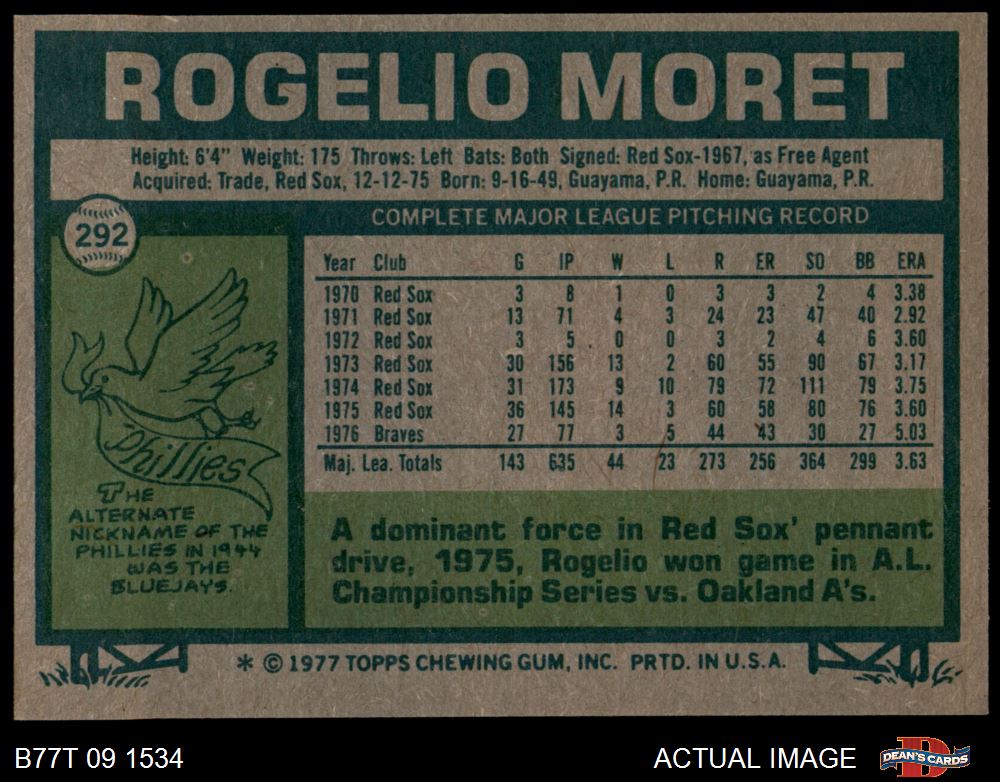 ROGELIO MORET
Height: 6'4" Weight: 175 Throws: Left Bats: Both Signed: Red Sox-1967, as Free Agent
Acquired: Trade, Red Sox, 12-12-75 Born: 9-16-49, Guayama, P.R. Home: Guayama, P.R.
292
COMPLETE MAJOR LEAGUE PITCHING RECORD
Year Club G IP W L R ER SO BB ERA
1970 Red Sox 3 8 1 0 3 3 2 4 3.38
1971 Red Sox 13 71 4 3 24 23 47 40 2.92
1972 Red Sox 3 5 0 0 3 2 4 6 3.60
1973 Red Sox 30 156 13 2 60 55 90 67 3.17
1974 Red Sox 31 173 9 10 79 72 111 79 3.75
1975 Red Sox 36 145 14 3 60 58 80 76 3.60
1976 Braves 27 77 3 5 44 43 30 27 5.03
Maj. Lea. Totals 143 635 44 23 273 256 364 299 3.63
Phillies
THE
ALTERNATE
NICKNAME OF THE
PHILLIES IN 1944
WAS THE
BLUEJAYS.
A dominant force in Red Sox' pennant
drive, 1975, Rogelio won game in A.L.
Championship Series vs. Oakland A's.
* © 1977 TOPPS CHEWING GUM, INC. PRTD. IN U.S.A.
B77T 09 1534
ACTUAL IMAGE
D
DEAN'S CARDS